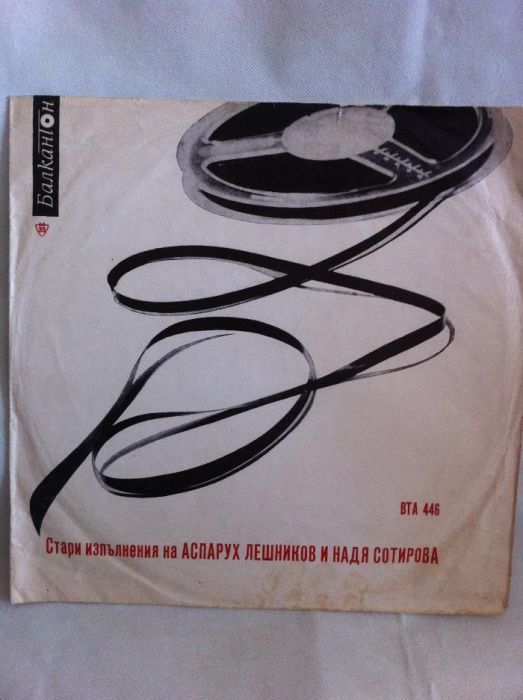 Балкантон
ВТА 446
Стари изпълнения на АСПАРУХ ЛЕШНИКОВ И НАДЯ СОТИРОВА